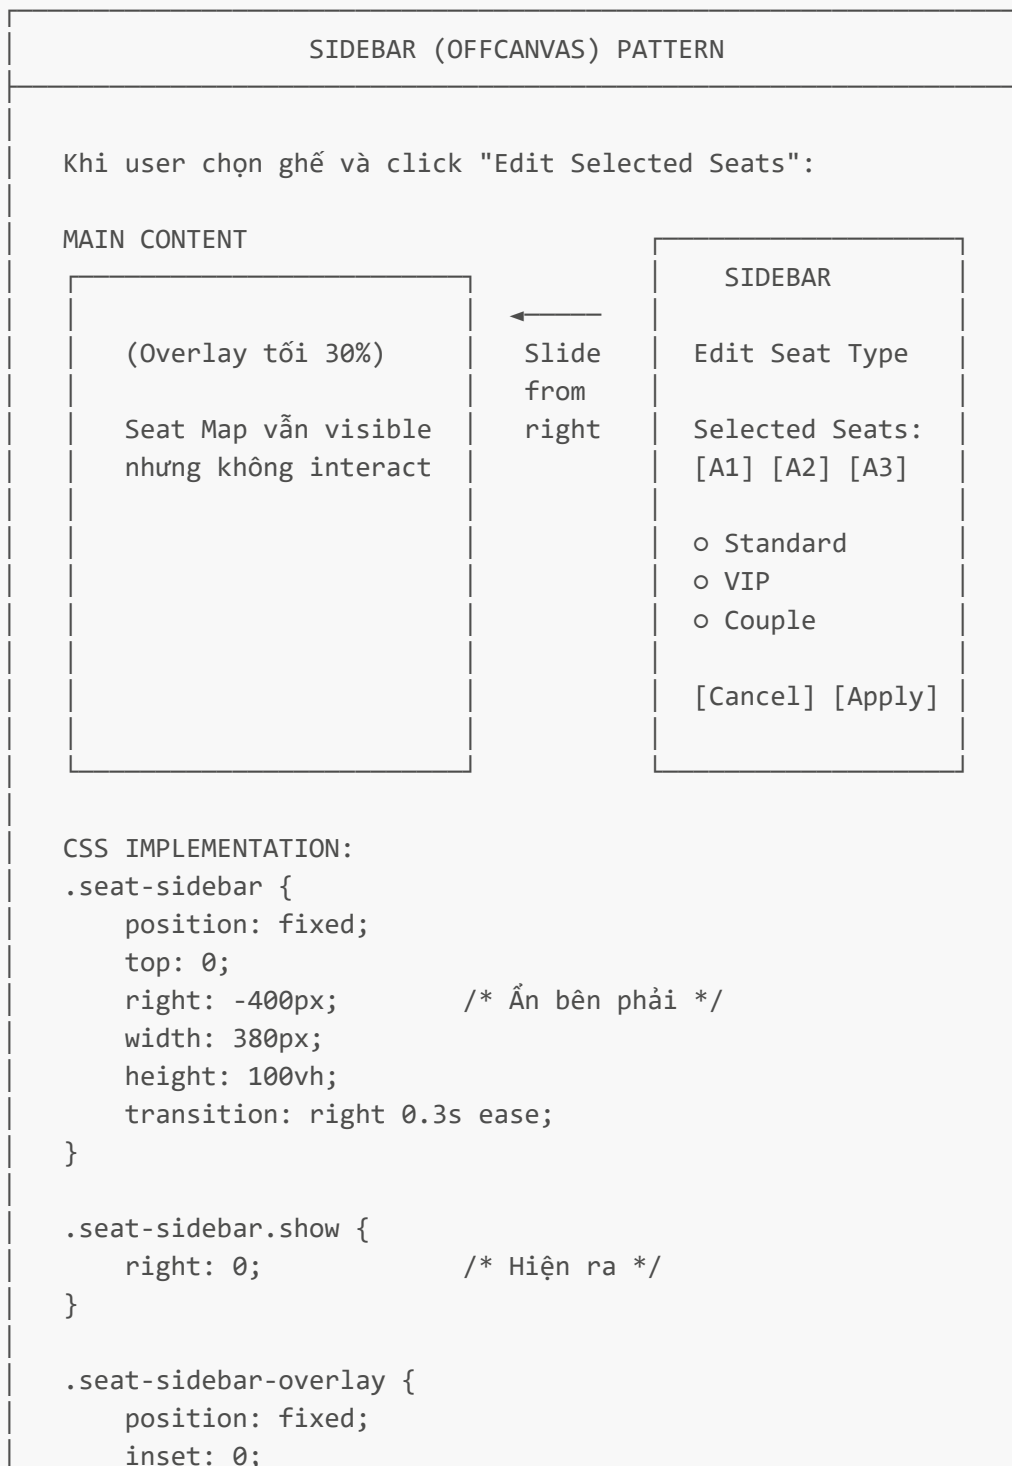 SIDEBAR (OFFCANVAS) PATTERN
Khi user chọn ghế và click "Edit Selected Seats":
MAIN CONTENT
SIDEBAR
(Overlay tối 30%)
Seat Map vẫn visible
nhưng không interact
◄─────
Slide
from
right
Edit Seat Type
Selected Seats:
[A1] [A2] [A3]
○ Standard
○ VIP
○ Couple
[Cancel] [Apply]
CSS IMPLEMENTATION:
.seat-sidebar {
    position: fixed;
    top: 0;
    right: -400px;        /* Ẩn bên phải */
    width: 380px;
    height: 100vh;
    transition: right 0.3s ease;
}
.seat-sidebar.show {
    right: 0;             /* Hiện ra */
}
.seat-sidebar-overlay {
    position: fixed;
    inset: 0;